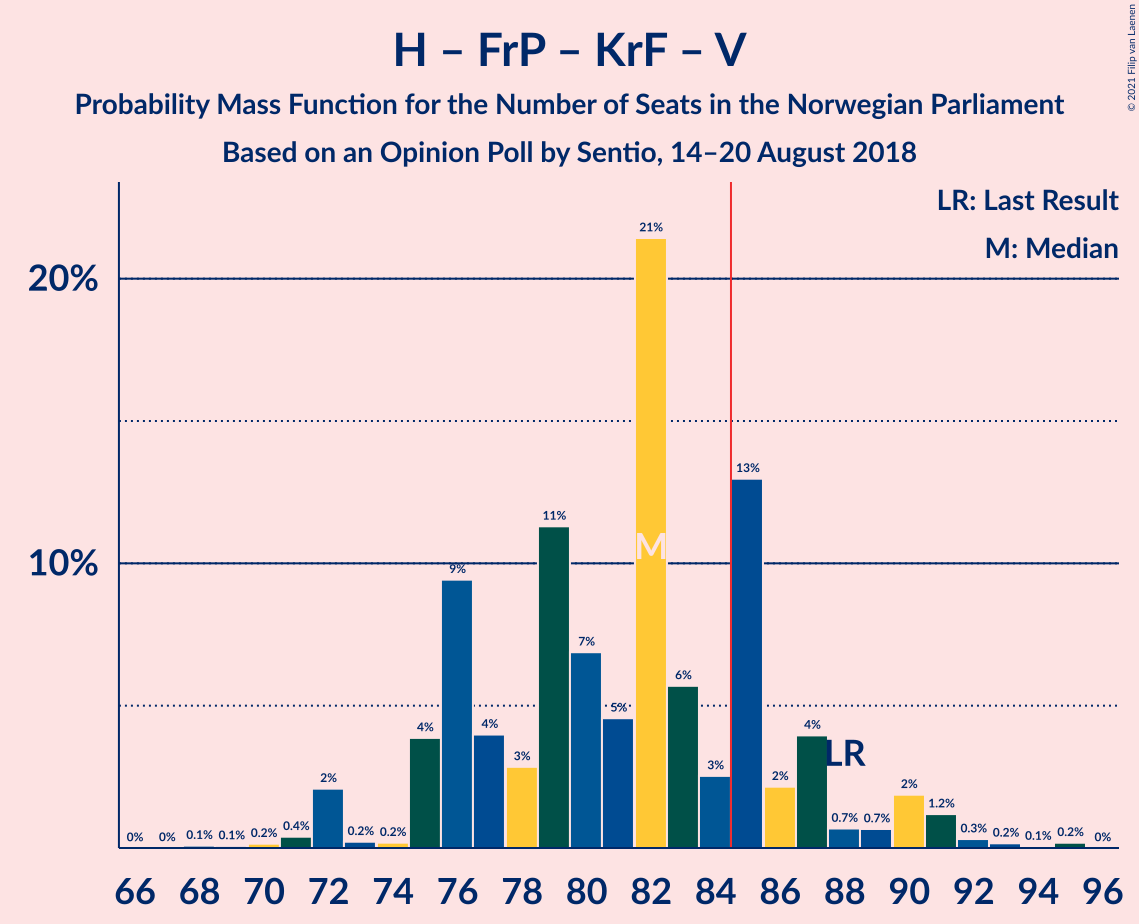 H – FrP – KrF – V
Probability Mass Function for the Number of Seats in the Norwegian Parliament
Based on an Opinion Poll by Sentio, 14–20 August 2018
© 2021 Filip van Laenen
LR: Last Result
M: Median
20%
10%
0% 0% 0.1% 0.1% 0.2% 0.4% 2% 0.2% 0.2% 4% 9% 4% 3% 11% 7% 5% 21% 6% 3% 13% 2% 4% 0.7% 0.7% 2% 1.2% 0.3% 0.2% 0.1% 0.2% 0%
M
LR
66 68 70 72 74 76 78 80 82 84 86 88 90 92 94 96